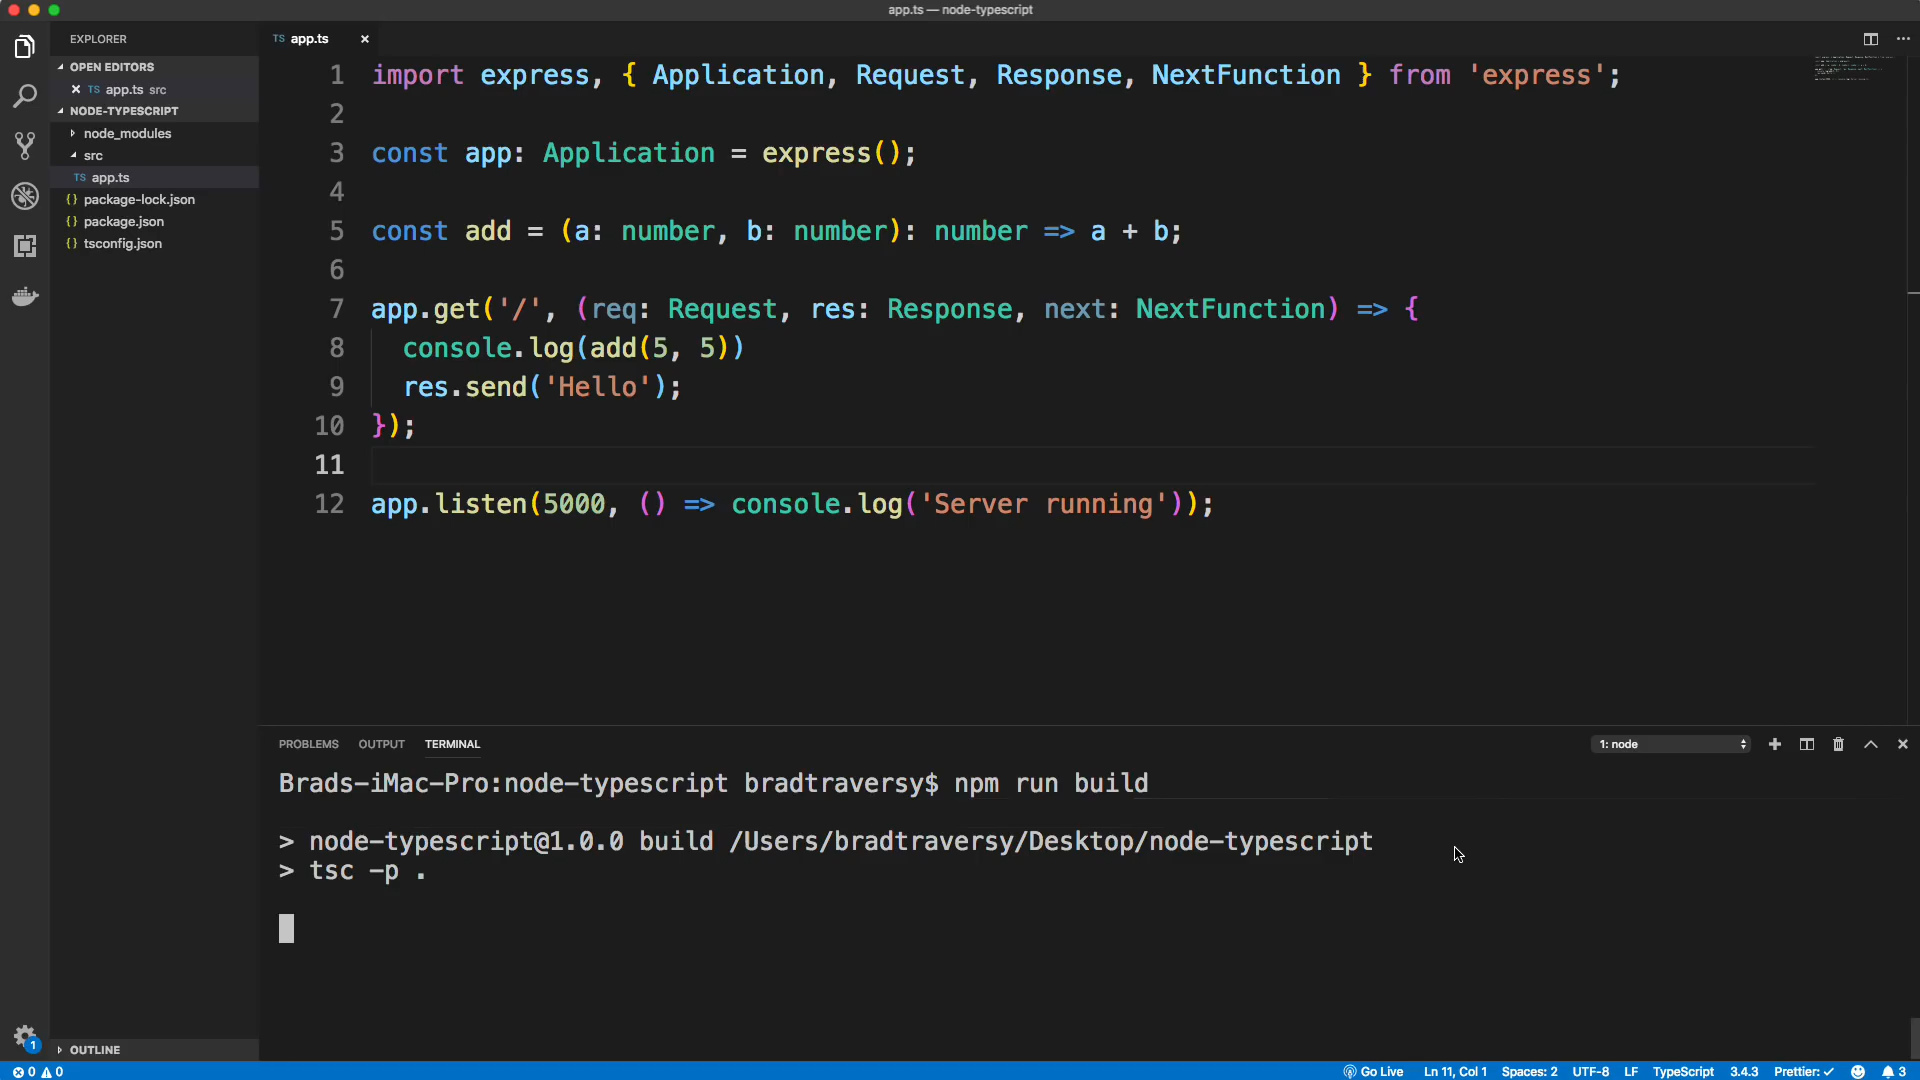 app.ts — node-typescript
EXPLORER
OPEN EDITORS
TS app.ts src
NODE-TYPESCRIPT
node_modules
src
TS app.ts
{} package-lock.json
{} package.json
{} tsconfig.json
OUTLINE
1
TS app.ts
1 import express, { Application, Request, Response, NextFunction } from 'express';
2
3 const app: Application = express();
4
5 const add = (a: number, b: number): number => a + b;
6
7 app.get('/', (req: Request, res: Response, next: NextFunction) => {
8 console.log(add(5, 5))
9 res.send('Hello');
10 });
11
12 app.listen(5000, () => console.log('Server running'));
PROBLEMS OUTPUT TERMINAL
1: node
Brads-iMac-Pro:node-typescript bradtraversy$ npm run build
> node-typescript@1.0.0 build /Users/bradtraversy/Desktop/node-typescript
> tsc -p .
0 0
Go Live Ln 11, Col 1 Spaces: 2 UTF-8 LF TypeScript 3.4.3 Prettier: ✓ 3